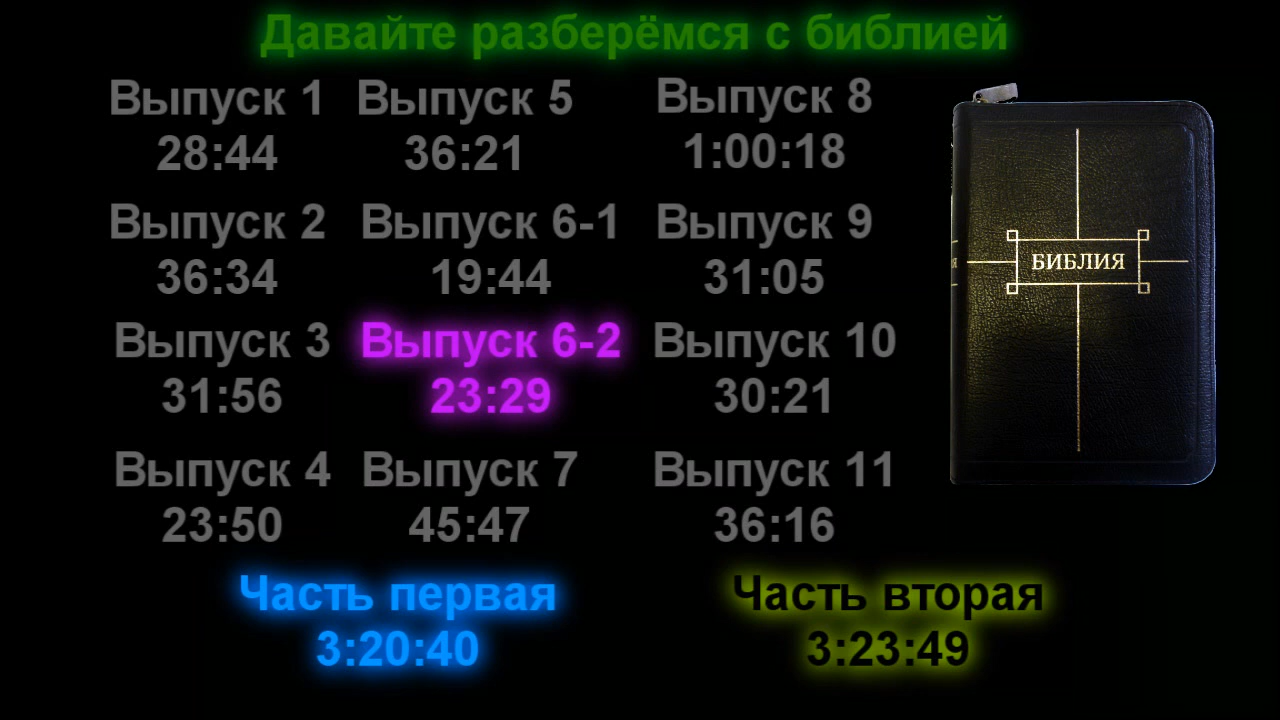 Давайте разберёмся с библией
Выпуск 1
28:44
Выпуск 2
36:34
Выпуск 3
31:56
Выпуск 4
23:50
Выпуск 5
36:21
Выпуск 6-1
19:44
Выпуск 6-2
23:29
Выпуск 7
45:47
Выпуск 8
1:00:18
Выпуск 9
31:05
Выпуск 10
30:21
Выпуск 11
36:16
БИБЛИЯ
Часть первая
3:20:40
Часть вторая
3:23:49